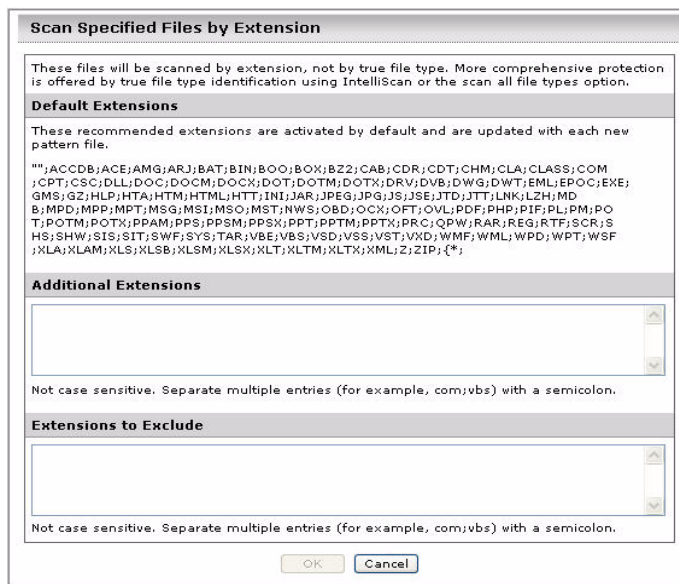 Scan Specified Files by Extension
These files will be scanned by extension, not by true file type. More comprehensive protection
is offered by true file type identification using IntelliScan or the scan all file types option.
Default Extensions
These recommended extensions are activated by default and are updated with each new
pattern file.
"";ACCDB;ACE;AMG;ARJ;BAT;BIN;BOO;BOX;BZ2;CAB;CDR;CDT;CHM;CLA;CLASS;COM
;CPT;CSC;DLL;DOC;DOCM;DOCX;DOT;DOTM;DOTX;DRV;DVB;DWG;DWT;EML;EPOC;EXE;
GMS;GZ;HLP;HTA;HTM;HTML;HTT;INI;JAR;JPEG;JPG;JS;JSE;JTD;JTT;LNK;LZH;MD
B;MPD;MPP;MPT;MSG;MSI;MSO;MST;NWS;OBD;OCX;OFT;OVL;PDF;PHP;PIF;PL;PM;PO
T;POTM;POTX;PPAM;PPS;PPSM;PPSX;PPT;PPTM;PPTX;PRC;QPW;RAR;REG;RTF;SCR;S
HS;SHW;SIS;SIT;SWF;SYS;TAR;VBE;VBS;VSD;VSS;VST;VXD;WMF;WML;WPD;WPT;WSF
;XLA;XLAM;XLS;XLSB;XLSM;XLSX;XLT;XLTM;XLTX;XML;Z;ZIP;{*;
Additional Extensions
Not case sensitive. Separate multiple entries (for example, com;vbs) with a semicolon.
Extensions to Exclude
Not case sensitive. Separate multiple entries (for example, com;vbs) with a semicolon.
OK Cancel